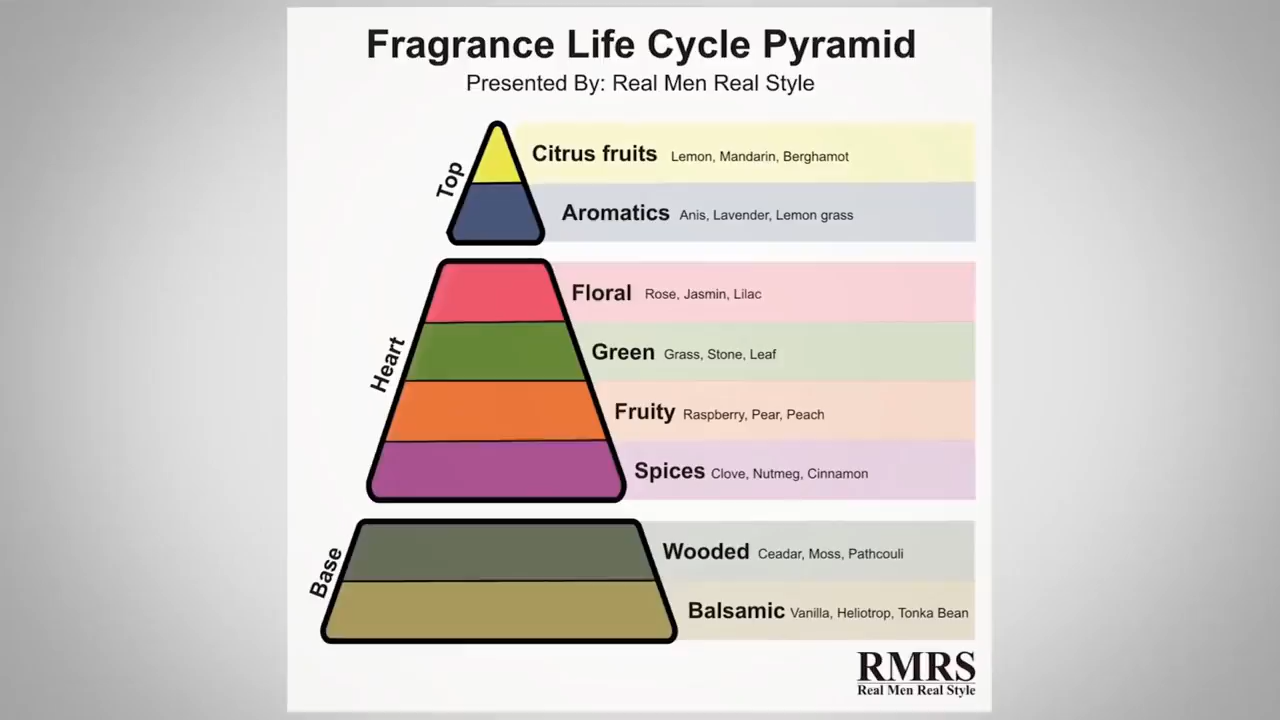 Fragrance Life Cycle Pyramid
Presented By: Real Men Real Style
Top
Citrus fruits Lemon, Mandarin, Berghamot
Aromatics Anis, Lavender, Lemon grass
Heart
Floral Rose, Jasmin, Lilac
Green Grass, Stone, Leaf
Fruity Raspberry, Pear, Peach
Spices Clove, Nutmeg, Cinnamon
Base
Wooded Ceadar, Moss, Pathcouli
Balsamic Vanilla, Heliotrop, Tonka Bean
RMRS
Real Men Real Style